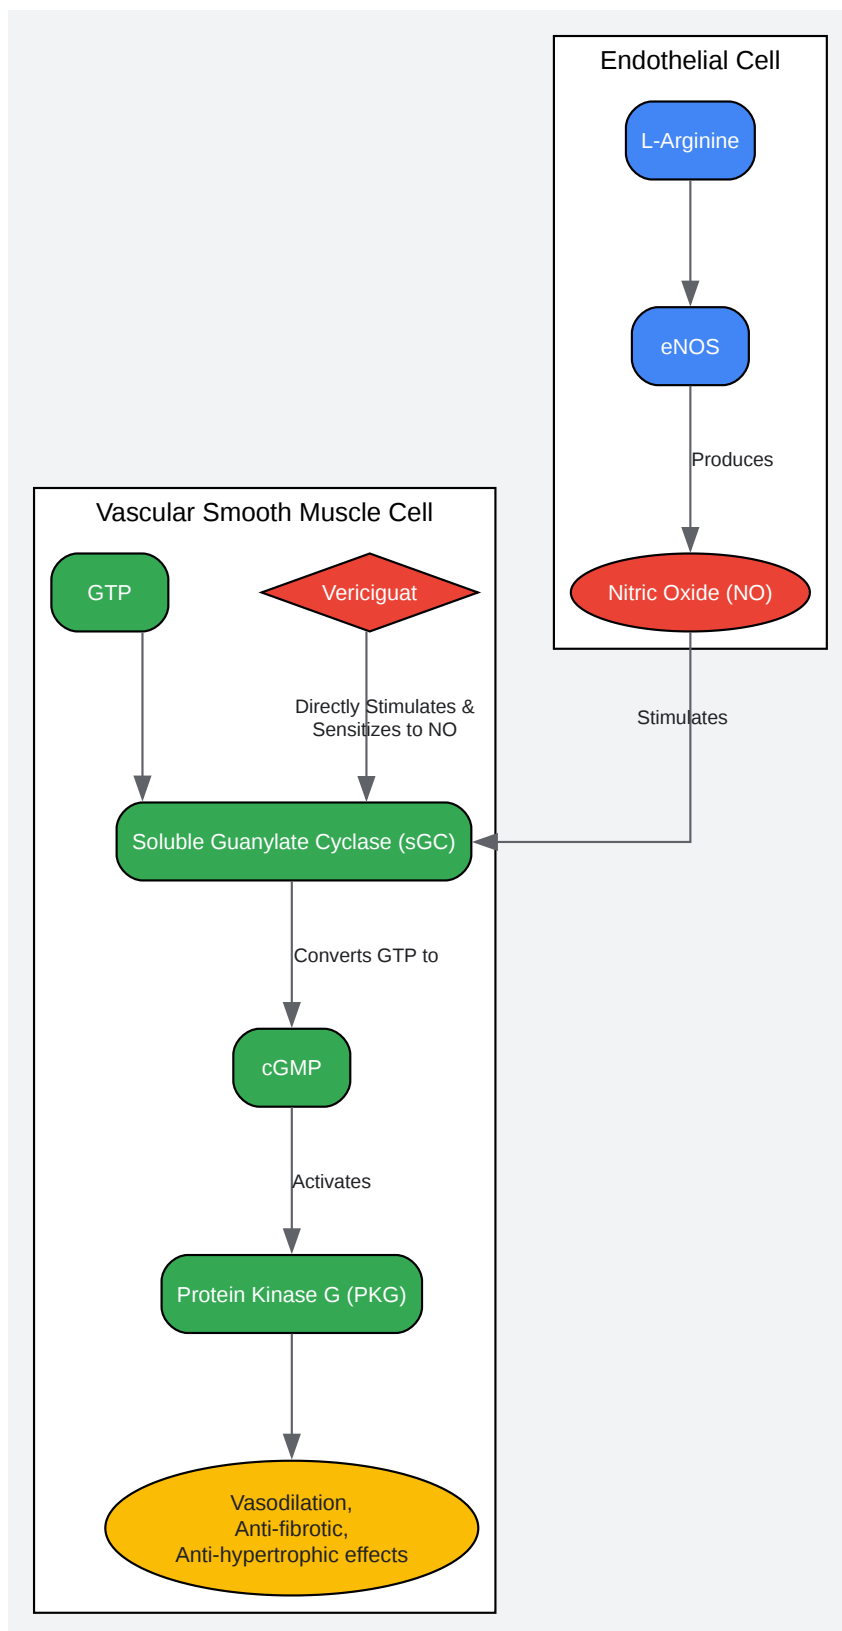 Endothelial Cell
L-Arginine
eNOS
Produces
Nitric Oxide (NO)
Stimulates
Vascular Smooth Muscle Cell
GTP
Vericiguat
Directly Stimulates &
Sensitizes to NO
Soluble Guanylate Cyclase (sGC)
Converts GTP to
cGMP
Activates
Protein Kinase G (PKG)
Vasodilation,
Anti-fibrotic,
Anti-hypertrophic effects